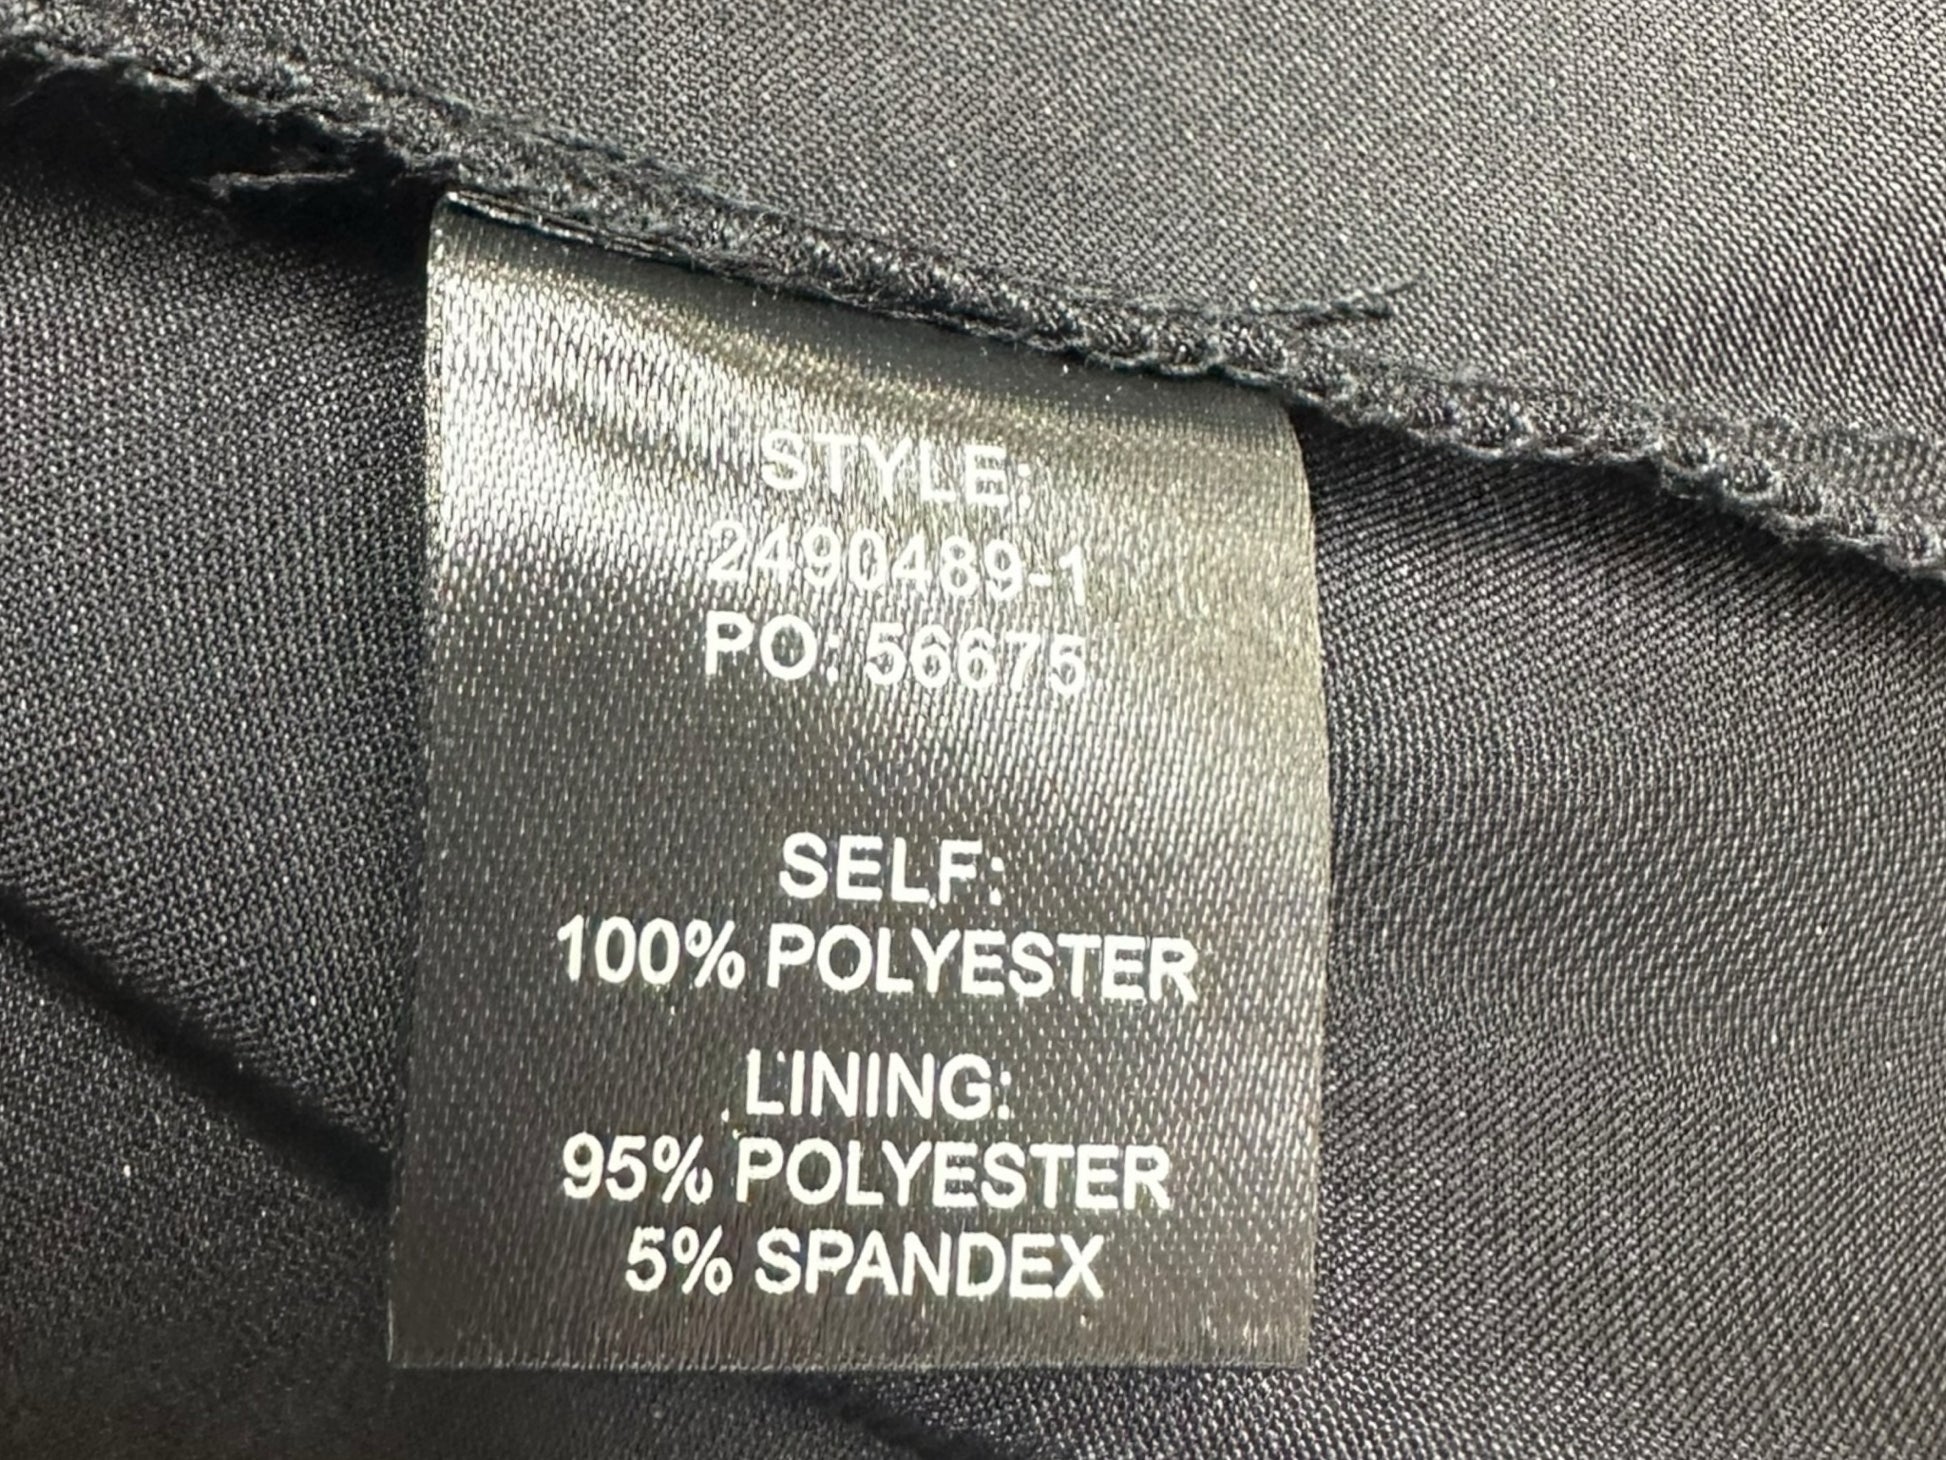 STYLE:
2490489-1
PO: 56675
SELF:
100% POLYESTER
LINING:
95% POLYESTER
5% SPANDEX